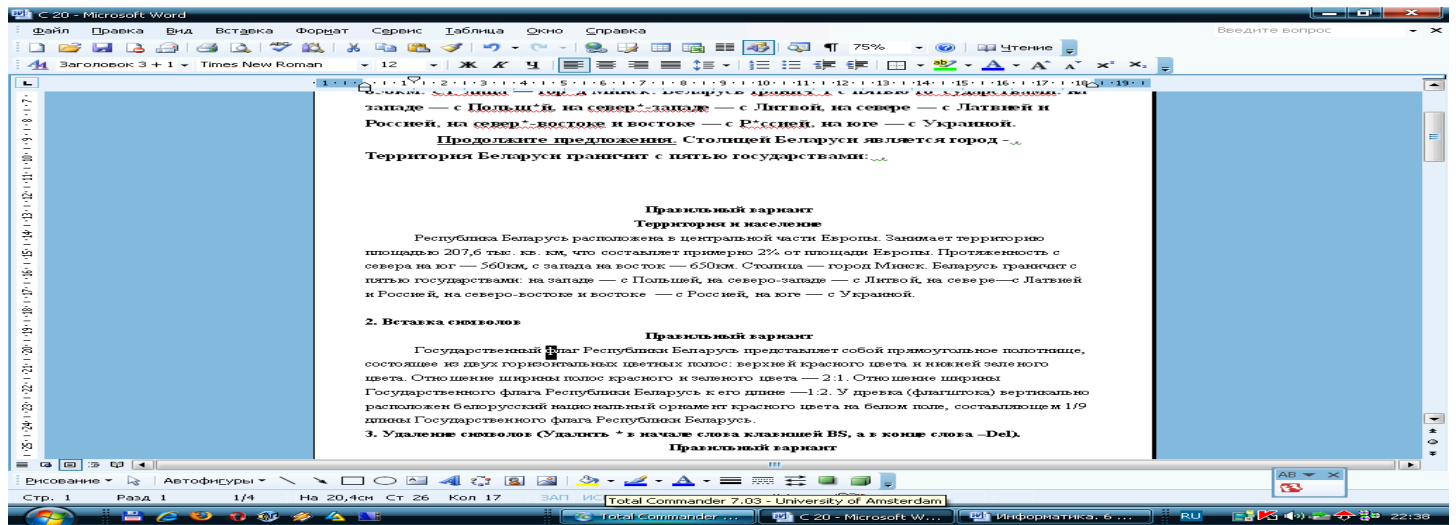 C 20 - Microsoft Word
Файл Правка Вид Вставка Формат Сервис Таблица Окно Справка Введите вопрос
75% Чтение
Заголовок 3 + 1 Times New Roman 12 Ж К Ч
западе — с Польш*й, на север*-западе — с Литвой, на севере — с Латвией и
Россией, на север*-востоке и востоке — с Р*ссией, на юге — с Украиной.
Продолжите предложения. Столицей Беларуси является город -
Территория Беларуси граничит с пятью государствами:
Правильный вариант
Территория и население
Республика Беларусь расположена в центральной части Европы. Занимает территорию
площадью 207,6 тыс. кв. км, что составляет примерно 2% от площади Европы. Протяженность с
севера на юг — 560км, с запада на восток — 650км. Столица — город Минск. Беларусь граничит с
пятью государствами: на западе — с Польшей, на северо-западе — с Литвой, на севере—с Латвией
и Россией, на северо-востоке и востоке — с Россией, на юге — с Украиной.
2. Вставка символов
Правильный вариант
Государственный флаг Республики Беларусь представляет собой прямоугольное полотнище,
состоящее из двух горизонтальных цветных полос: верхней красного цвета и нижней зеленого
цвета. Отношение ширины полос красного и зеленого цвета — 2:1. Отношение ширины
Государственного флага Республики Беларусь к его длине —1:2. У древка (флагштока) вертикально
расположен белорусский национальный орнамент красного цвета на белом поле, составляющем 1/9
длины Государственного флага Республики Беларусь.
3. Удаление символов (Удалить * в начале слова клавишей BS, а в конце слова –Del).
Правильный вариант
Рисование Автофигуры
АВ
Стр. 1 Разд 1 1/4 На 20,4см Ст 26 Кол 17 ЗАП
Total Commander 7.03 - University of Amsterdam
Total Commander ... C 20 - Microsoft W... Информатика. 6 ... RU 22:38